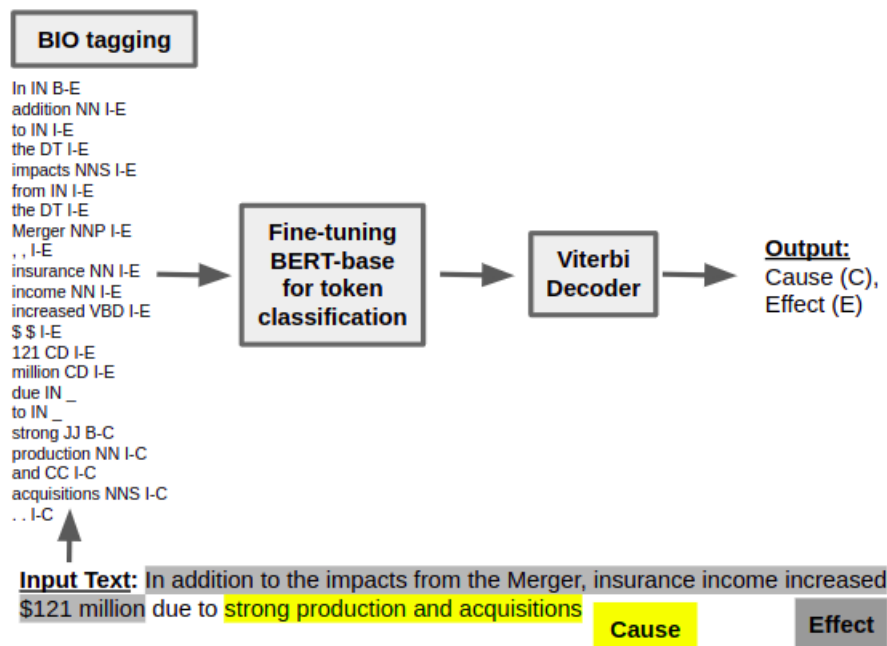 BIO tagging
In IN B-E
addition NN I-E
to IN I-E
the DT I-E
impacts NNS I-E
from IN I-E
the DT I-E
Merger NNP I-E
, , I-E
insurance NN I-E
income NN I-E
increased VBD I-E
$ $ I-E
121 CD I-E
million CD I-E
due IN _
to IN _
strong JJ B-C
production NN I-C
and CC I-C
acquisitions NNS I-C
. . I-C
Fine-tuning
BERT-base
for token
classification
Viterbi
Decoder
Output:
Cause (C),
Effect (E)
Input Text: In addition to the impacts from the Merger, insurance income increased
$121 million due to strong production and acquisitions
Cause
Effect